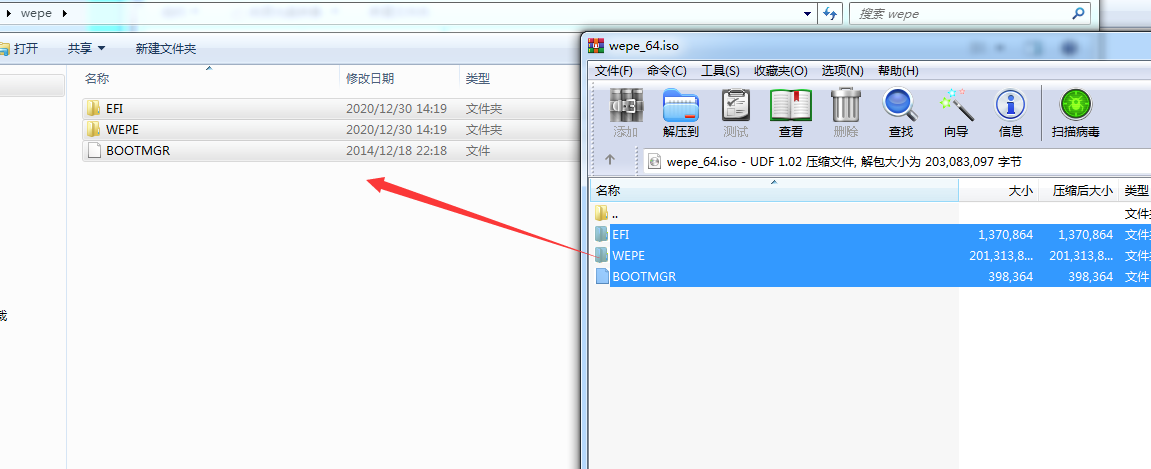 wepe
搜索 wepe
打开 共享 新建文件夹
名称 修改日期 类型
EFI 2020/12/30 14:19 文件夹
WEPE 2020/12/30 14:19 文件夹
BOOTMGR 2014/12/18 22:18 文件
载
wepe_64.iso
文件(F) 命令(C) 工具(S) 收藏夹(O) 选项(N) 帮助(H)
添加 解压到 测试 查看 删除 查找 向导 信息 扫描病毒
wepe_64.iso - UDF 1.02 压缩文件, 解包大小为 203,083,097 字节
名称 大小 压缩后大小 类型
.. 文件
EFI 1,370,864 1,370,864 文件
WEPE 201,313,8... 201,313,8... 文件
BOOTMGR 398,364 398,364 文件